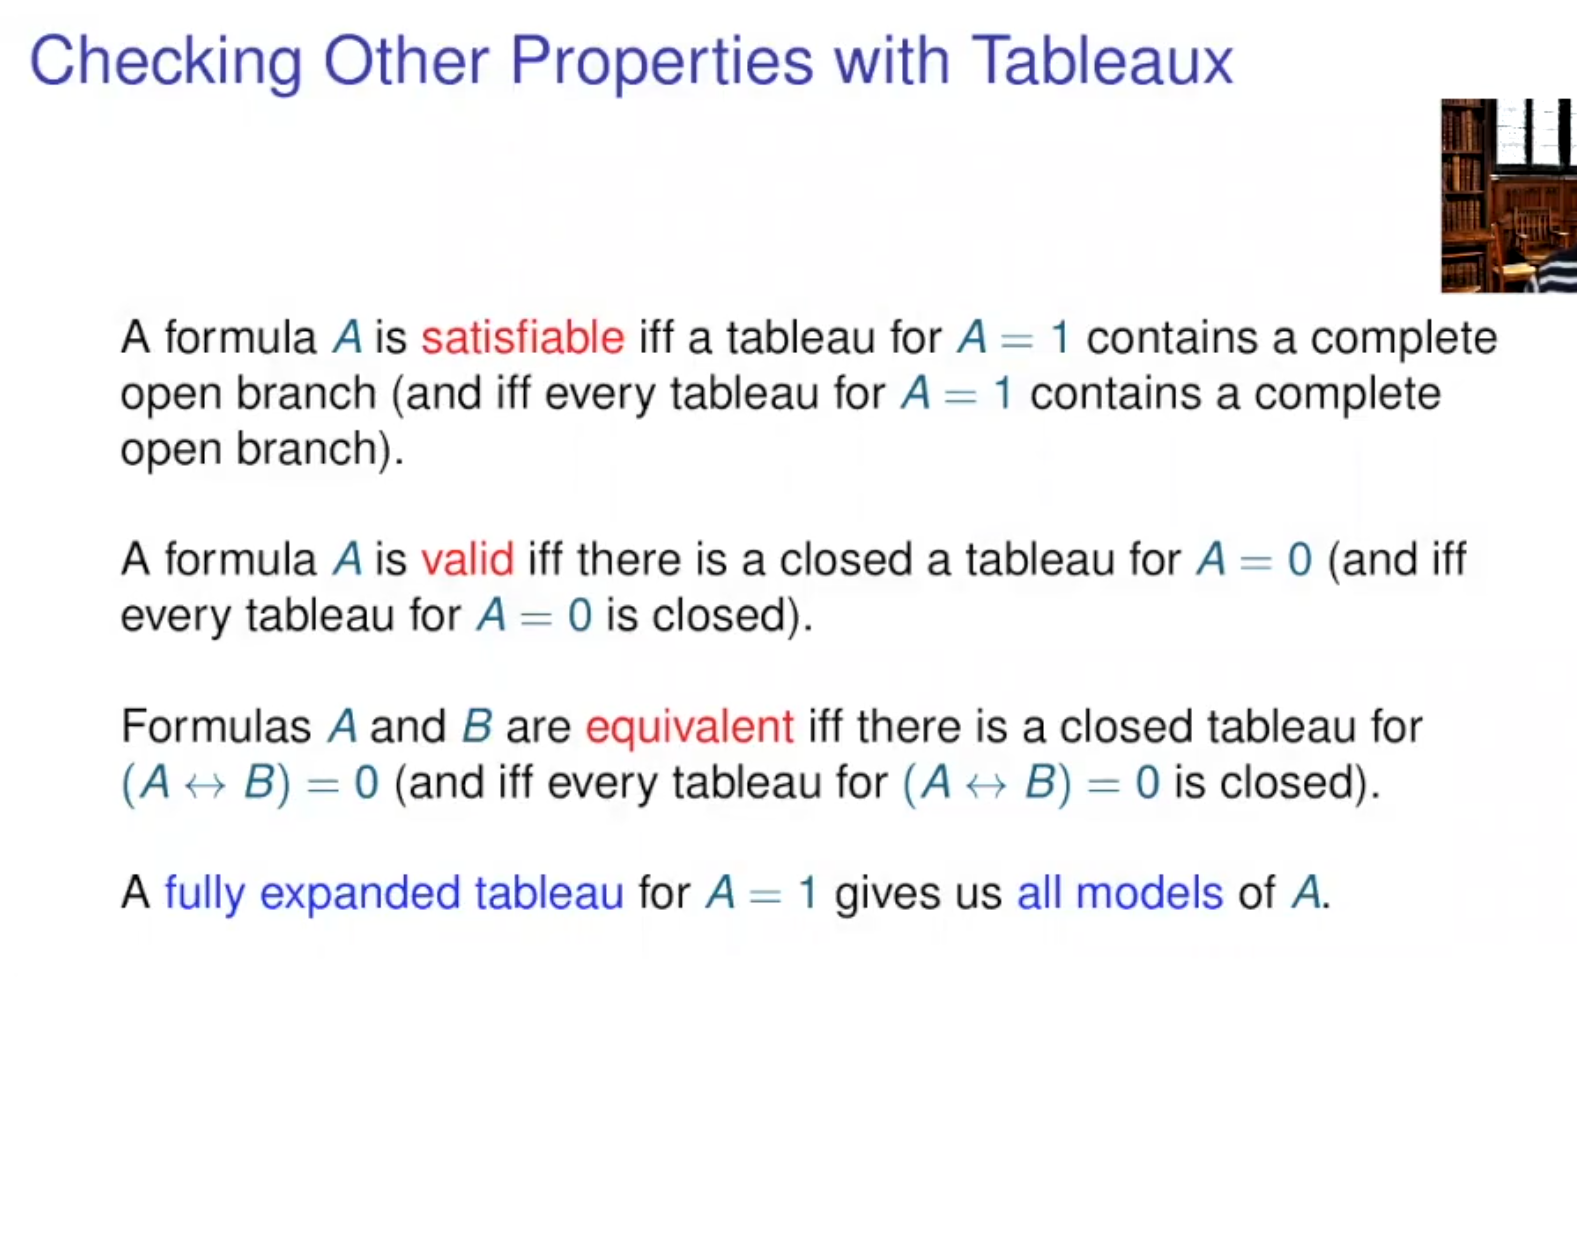 Checking Other Properties with Tableaux
A formula A is satisfiable iff a tableau for A = 1 contains a complete
open branch (and iff every tableau for A = 1 contains a complete
open branch).
A formula A is valid iff there is a closed a tableau for A = 0 (and iff
every tableau for A = 0 is closed).
Formulas A and B are equivalent iff there is a closed tableau for
(A ↔ B) = 0 (and iff every tableau for (A ↔ B) = 0 is closed).
A fully expanded tableau for A = 1 gives us all models of A.